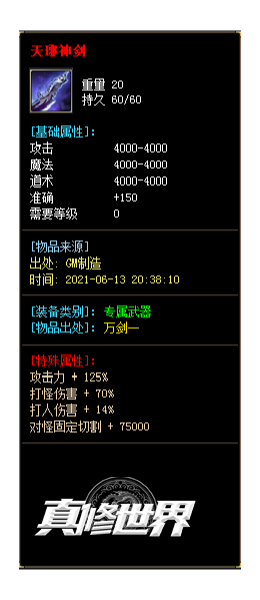 天璆神剑
重量 20
持久 60/60
[基础属性]:
攻击 4000-4000
魔法 4000-4000
道术 4000-4000
准确 +150
需要等级 0
[物品来源]
出处: GM制造
时间: 2021-06-13 20:38:10
[装备类别]: 专属武器
[物品出处]: 万剑一
[特殊属性]:
攻击力 + 125%
打怪伤害 + 70%
打人伤害 + 14%
对怪固定切割 + 75000
真修世界